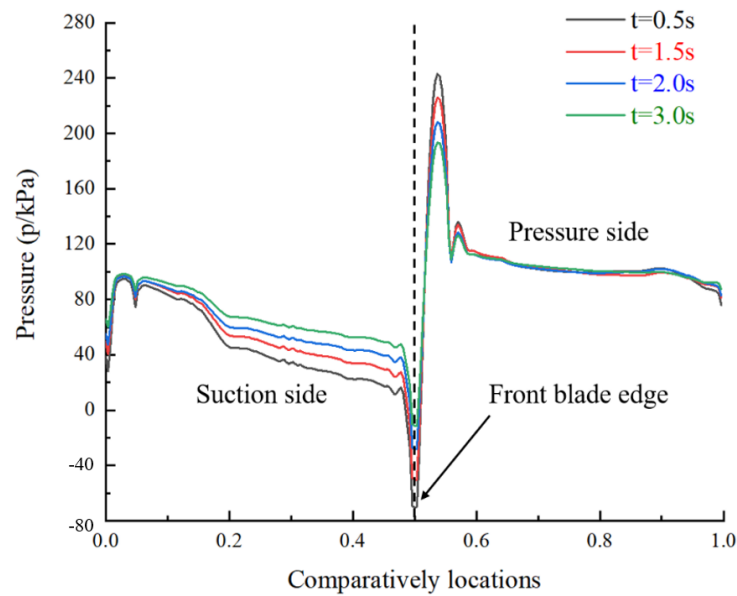 t=0.5s
t=1.5s
t=2.0s
t=3.0s
280
240
200
160
120
80
40
0
-40
-80
Pressure (p/kPa)
Pressure side
Suction side
Front blade edge
0.0 0.2 0.4 0.6 0.8 1.0
Comparatively locations